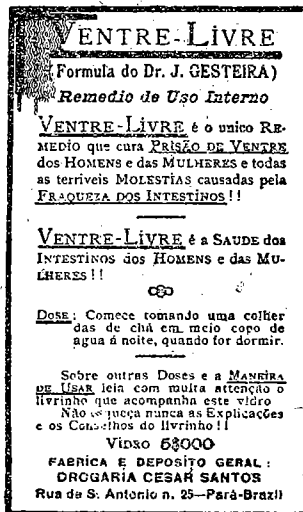 VENTRE-LIVRE
(Formula do Dr. J. GESTEIRA)
Remedio de Uso Interno
VENTRE-LIVRE é o unico RE-
MEDIO que cura PRISÃO DE VENTRE
dos HOMENS e das MULHERES e todas
as terriveis MOLESTIAS causadas pela
FRAQUEZA DOS INTESTINOS!!
VENTRE-LIVRE é a SAUDE dos
INTESTINOS dos HOMENS e das MU-
LHERES!!
DOSE: Comece tomando uma colher
das de chá em meio copo de
agua á noite, quando for dormir.
Sobre outras Doses e a MANEIRA
DE USAR leia com muita attenção o
livrinho que acompanha este vidro
Não esqueça nunca as Explicações
e os Conselhos do livrinho!!
VIDRO 5$000
FABRICA E DEPOSITO GERAL:
DROGARIA CESAR SANTOS
Rua de S. Antonio n. 25—Pará-Brazil